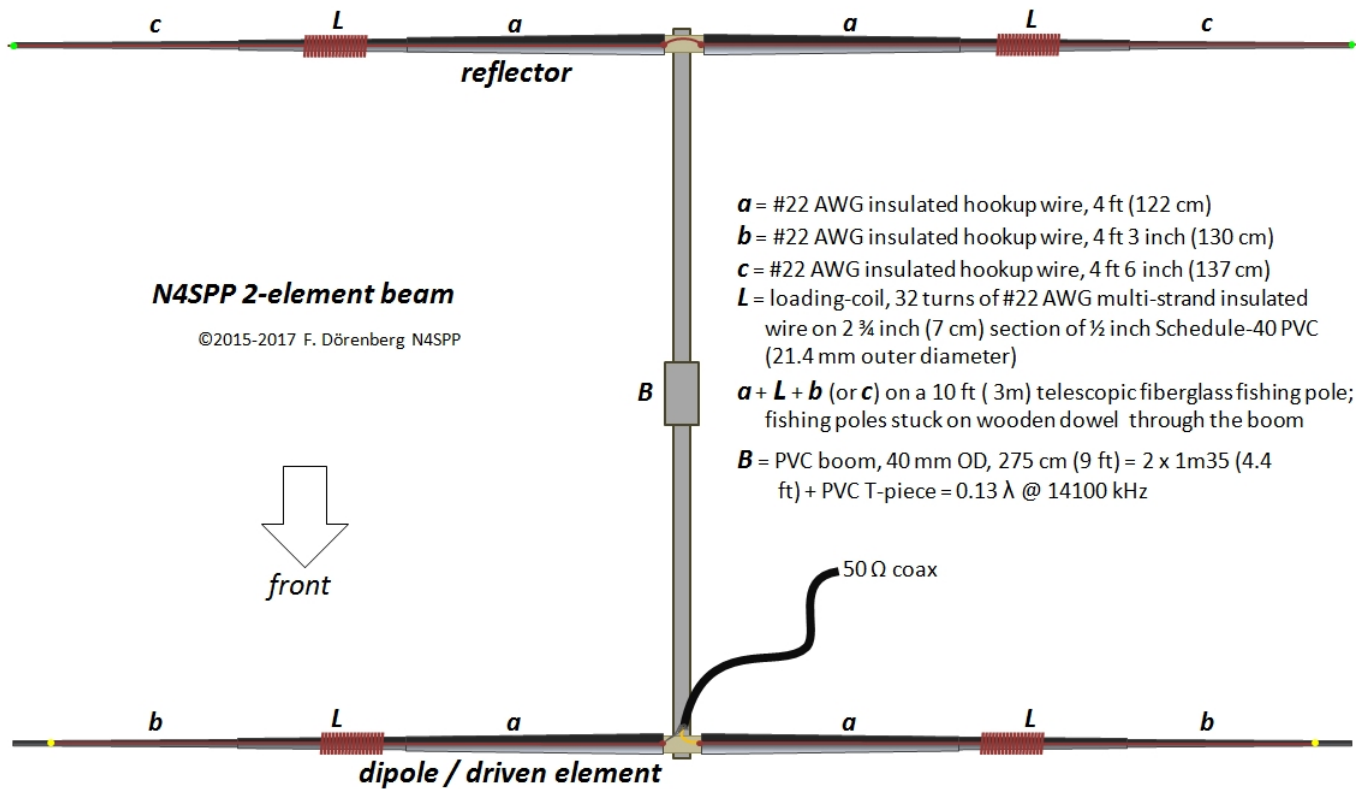 c L a a L c
reflector
a = #22 AWG insulated hookup wire, 4 ft (122 cm)
b = #22 AWG insulated hookup wire, 4 ft 3 inch (130 cm)
c = #22 AWG insulated hookup wire, 4 ft 6 inch (137 cm)
L = loading-coil, 32 turns of #22 AWG multi-strand insulated
wire on 2 ¾ inch (7 cm) section of ½ inch Schedule-40 PVC
(21.4 mm outer diameter)
a + L + b (or c) on a 10 ft ( 3m) telescopic fiberglass fishing pole;
fishing poles stuck on wooden dowel through the boom
B = PVC boom, 40 mm OD, 275 cm (9 ft) = 2 x 1m35 (4.4
ft) + PVC T-piece = 0.13 λ @ 14100 kHz
N4SPP 2-element beam
©2015-2017 F. Dörenberg N4SPP
B
front
50 Ω coax
b L a a L b
dipole / driven element